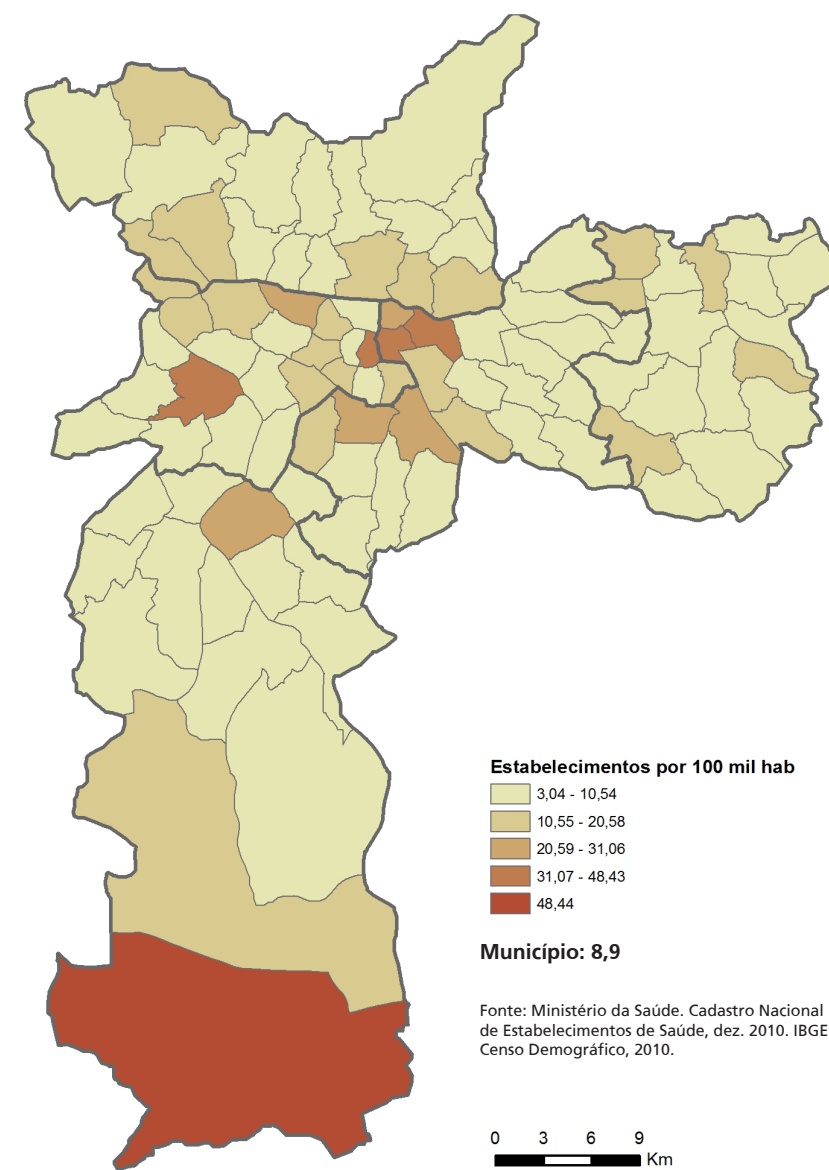 Estabelecimentos por 100 mil hab
3,04 - 10,54
10,55 - 20,58
20,59 - 31,06
31,07 - 48,43
48,44
Município: 8,9
Fonte: Ministério da Saúde. Cadastro Nacional
de Estabelecimentos de Saúde, dez. 2010. IBGE
Censo Demográfico, 2010.
0 3 6 9
Km